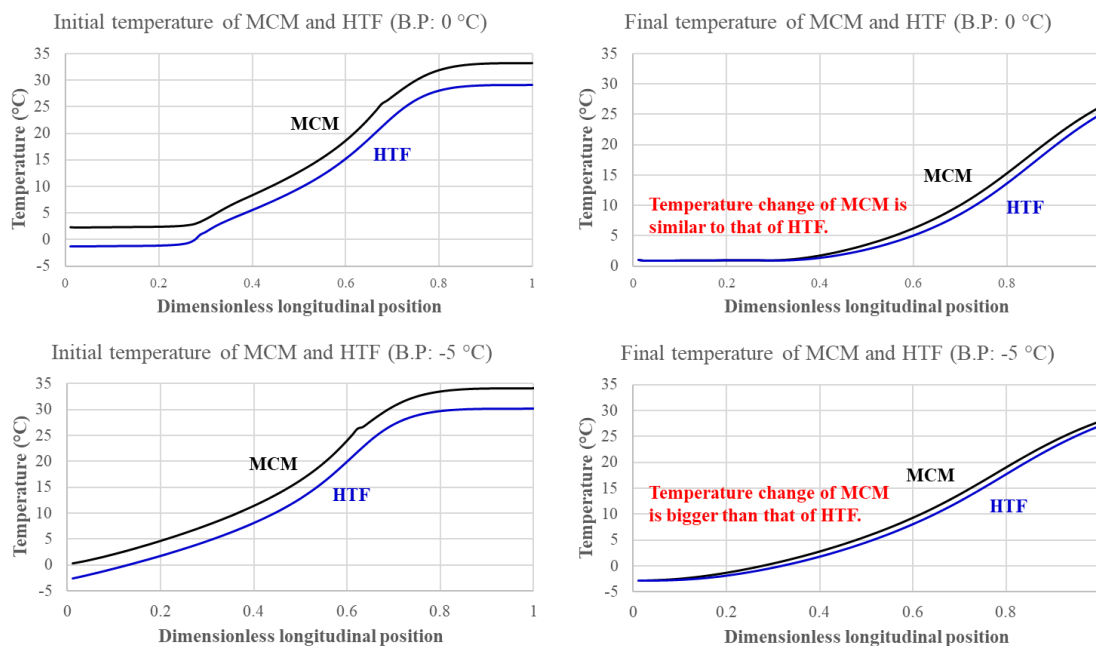 Initial temperature of MCM and HTF (B.P: 0 °C)
Temperature (°C)
35
30
25
20
15
10
5
0
-5
MCM
HTF
0
0.2
0.4
0.6
0.8
1
Dimensionless longitudinal position
Final temperature of MCM and HTF (B.P: 0 °C)
Temperature (°C)
35
30
25
20
15
10
5
0
MCM
HTF
Temperature change of MCM is
similar to that of HTF.
0
0.2
0.4
0.6
0.8
Dimensionless longitudinal position
Initial temperature of MCM and HTF (B.P: -5 °C)
Temperature (°C)
35
30
25
20
15
10
5
0
-5
MCM
HTF
0
0.2
0.4
0.6
0.8
1
Dimensionless longitudinal position
Final temperature of MCM and HTF (B.P: -5 °C)
Temperature (°C)
35
30
25
20
15
10
5
0
-5
MCM
HTF
Temperature change of MCM
is bigger than that of HTF.
0
0.2
0.4
0.6
0.8
Dimensionless longitudinal position